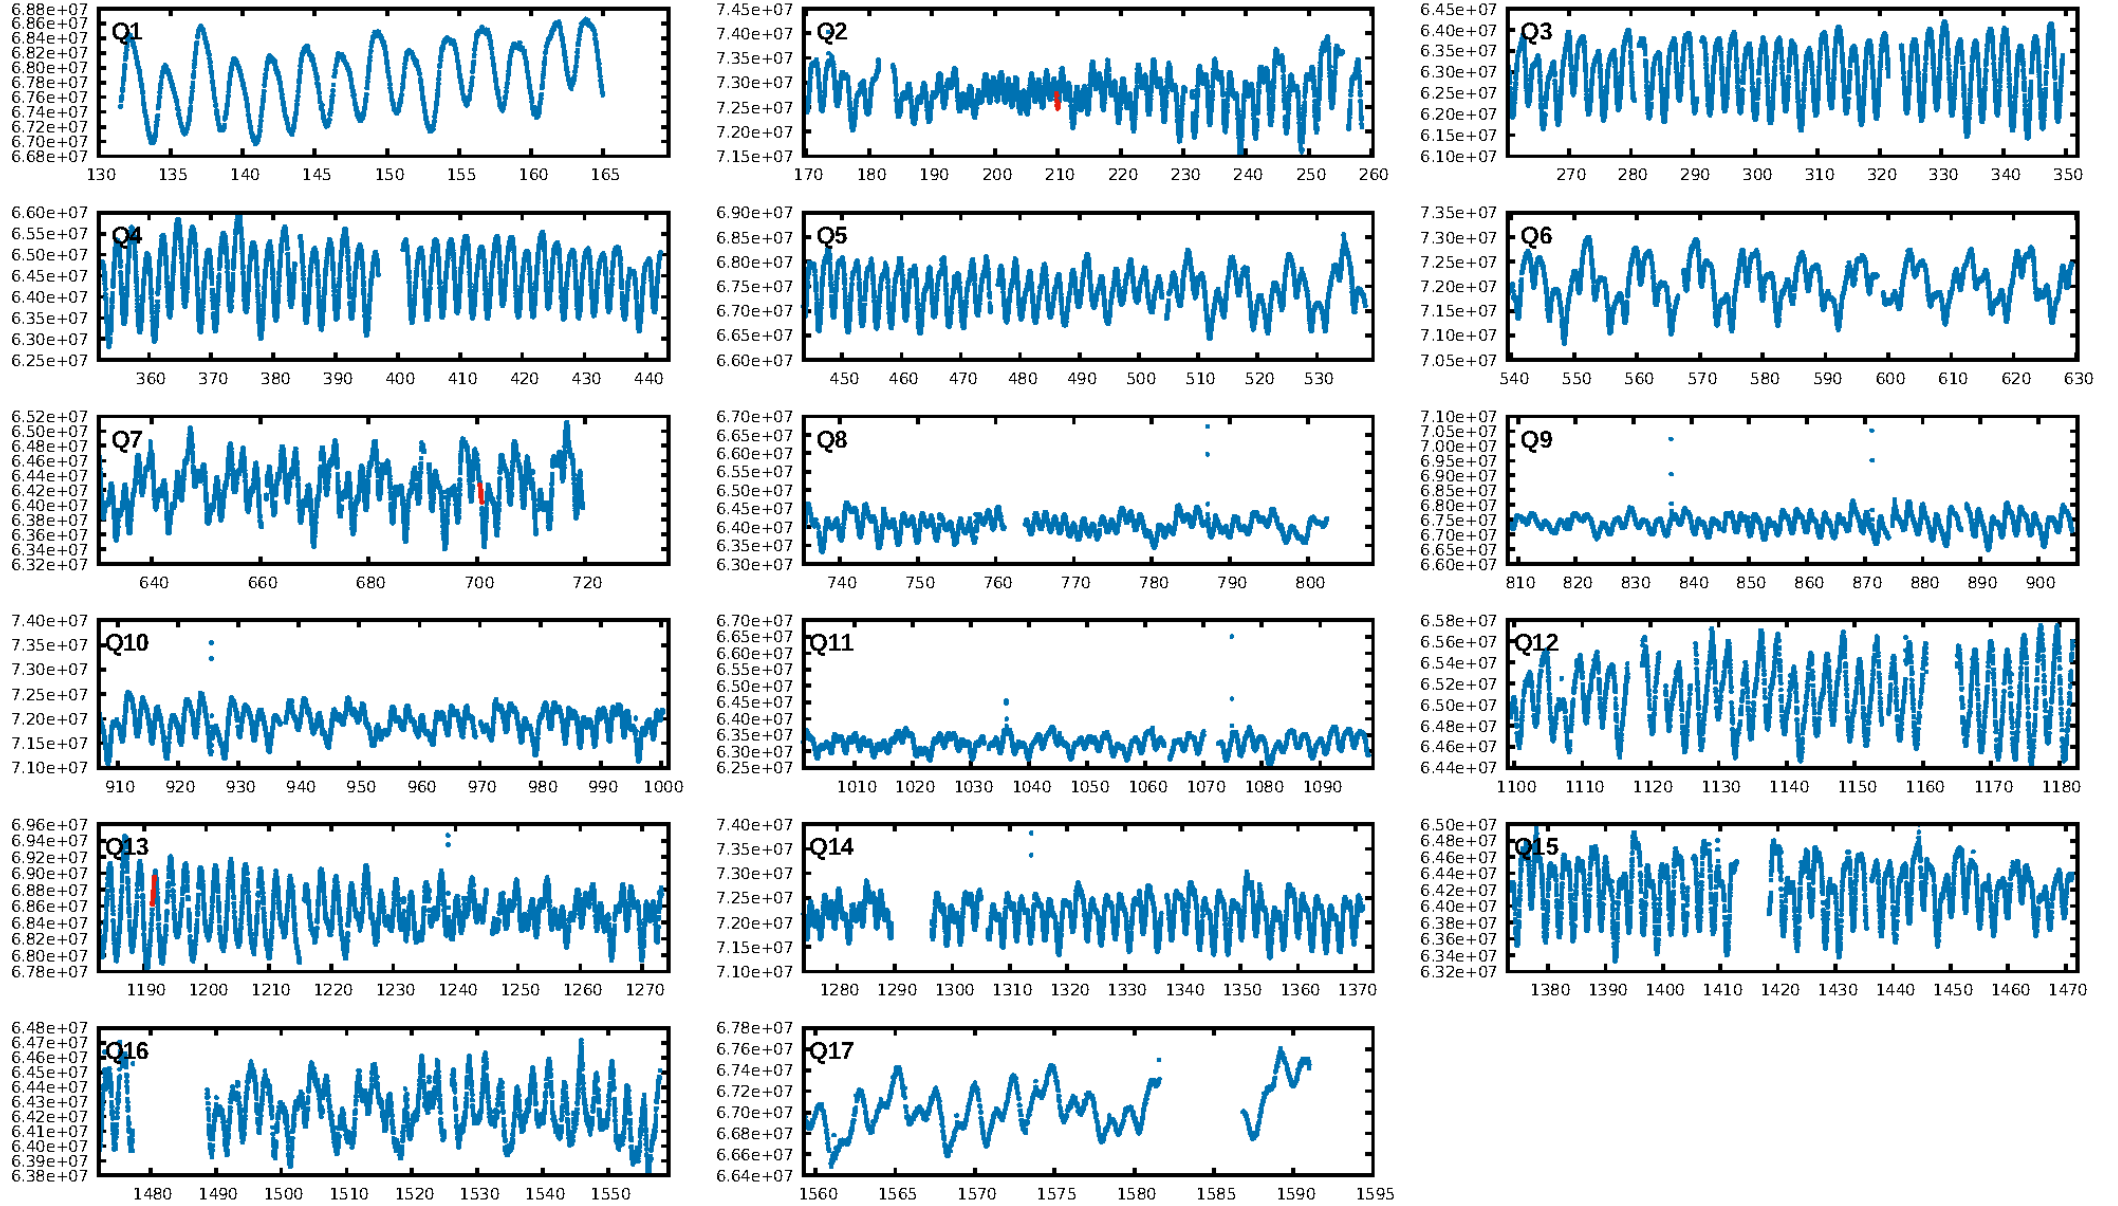 Q1
6.88e+07
6.86e+07
6.84e+07
6.82e+07
6.80e+07
6.78e+07
6.76e+07
6.74e+07
6.72e+07
6.70e+07
6.68e+07
130 135 140 145 150 155 160 165
Q2
7.45e+07
7.40e+07
7.35e+07
7.30e+07
7.25e+07
7.20e+07
7.15e+07
170 180 190 200 210 220 230 240 250 260
Q3
6.45e+07
6.40e+07
6.35e+07
6.30e+07
6.25e+07
6.20e+07
6.15e+07
6.10e+07
270 280 290 300 310 320 330 340 350
Q4
6.60e+07
6.55e+07
6.50e+07
6.45e+07
6.40e+07
6.35e+07
6.30e+07
6.25e+07
360 370 380 390 400 410 420 430 440
Q5
6.90e+07
6.85e+07
6.80e+07
6.75e+07
6.70e+07
6.65e+07
6.60e+07
450 460 470 480 490 500 510 520 530
Q6
7.35e+07
7.30e+07
7.25e+07
7.20e+07
7.15e+07
7.10e+07
7.05e+07
540 550 560 570 580 590 600 610 620 630
Q7
6.52e+07
6.50e+07
6.48e+07
6.46e+07
6.44e+07
6.42e+07
6.40e+07
6.38e+07
6.36e+07
6.34e+07
6.32e+07
640 660 680 700 720
Q8
6.70e+07
6.65e+07
6.60e+07
6.55e+07
6.50e+07
6.45e+07
6.40e+07
6.35e+07
6.30e+07
740 750 760 770 780 790 800
Q9
7.10e+07
7.05e+07
7.00e+07
6.95e+07
6.90e+07
6.85e+07
6.80e+07
6.75e+07
6.70e+07
6.65e+07
6.60e+07
810 820 830 840 850 860 870 880 890 900
Q10
7.40e+07
7.35e+07
7.30e+07
7.25e+07
7.20e+07
7.15e+07
7.10e+07
910 920 930 940 950 960 970 980 990 1000
Q11
6.70e+07
6.65e+07
6.60e+07
6.55e+07
6.50e+07
6.45e+07
6.40e+07
6.35e+07
6.30e+07
6.25e+07
1010 1020 1030 1040 1050 1060 1070 1080 1090
Q12
6.58e+07
6.56e+07
6.54e+07
6.52e+07
6.50e+07
6.48e+07
6.46e+07
6.44e+07
1100 1110 1120 1130 1140 1150 1160 1170 1180
Q13
6.96e+07
6.94e+07
6.92e+07
6.90e+07
6.88e+07
6.86e+07
6.84e+07
6.82e+07
6.80e+07
6.78e+07
1190 1200 1210 1220 1230 1240 1250 1260 1270
Q14
7.40e+07
7.35e+07
7.30e+07
7.25e+07
7.20e+07
7.15e+07
7.10e+07
1280 1290 1300 1310 1320 1330 1340 1350 1360 1370
Q15
6.50e+07
6.48e+07
6.46e+07
6.44e+07
6.42e+07
6.40e+07
6.38e+07
6.36e+07
6.34e+07
6.32e+07
1380 1390 1400 1410 1420 1430 1440 1450 1460 1470
Q16
6.48e+07
6.47e+07
6.46e+07
6.45e+07
6.44e+07
6.43e+07
6.42e+07
6.41e+07
6.40e+07
6.39e+07
6.38e+07
1480 1490 1500 1510 1520 1530 1540 1550
Q17
6.78e+07
6.76e+07
6.74e+07
6.72e+07
6.70e+07
6.68e+07
6.66e+07
6.64e+07
1560 1565 1570 1575 1580 1585 1590 1595